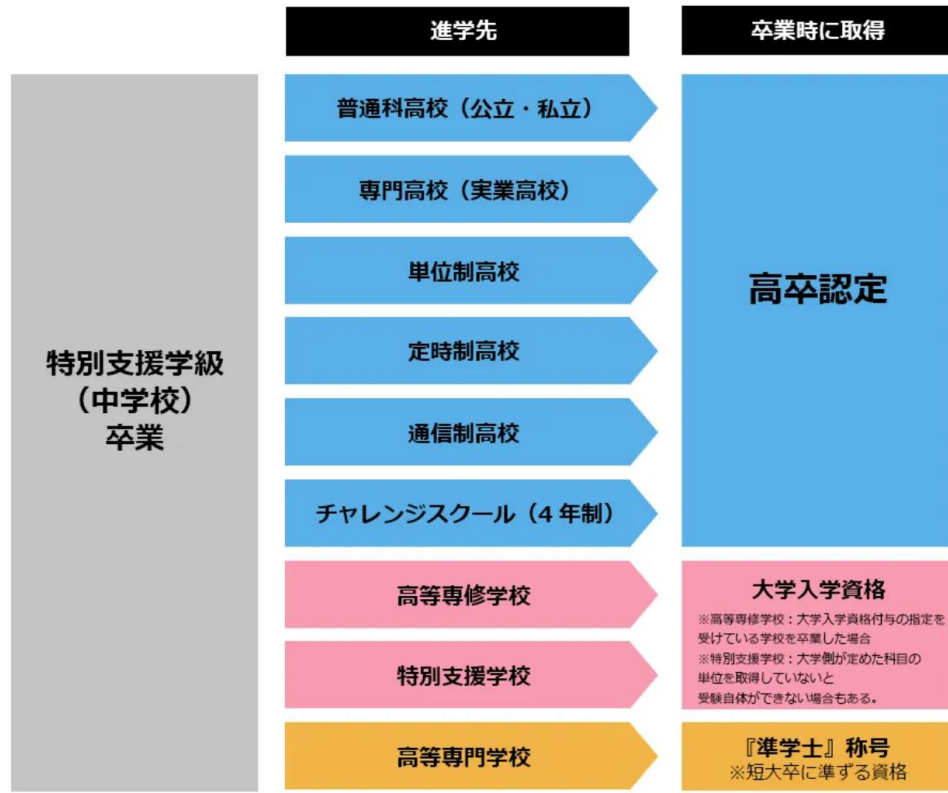 進学先
卒業時に取得
特別支援学級
（中学校）
卒業
普通科高校（公立・私立）
専門高校（実業高校）
単位制高校
定時制高校
通信制高校
チャレンジスクール（4 年制）
高等専修学校
特別支援学校
高等専門学校
高卒認定
大学入学資格
※高等専修学校：大学入学資格付与の指定を
受けている学校を卒業した場合
※特別支援学校：大学側が定めた科目の
単位を取得していないと
受験自体ができない場合もある。
『準学士』称号
※短大卒に準ずる資格